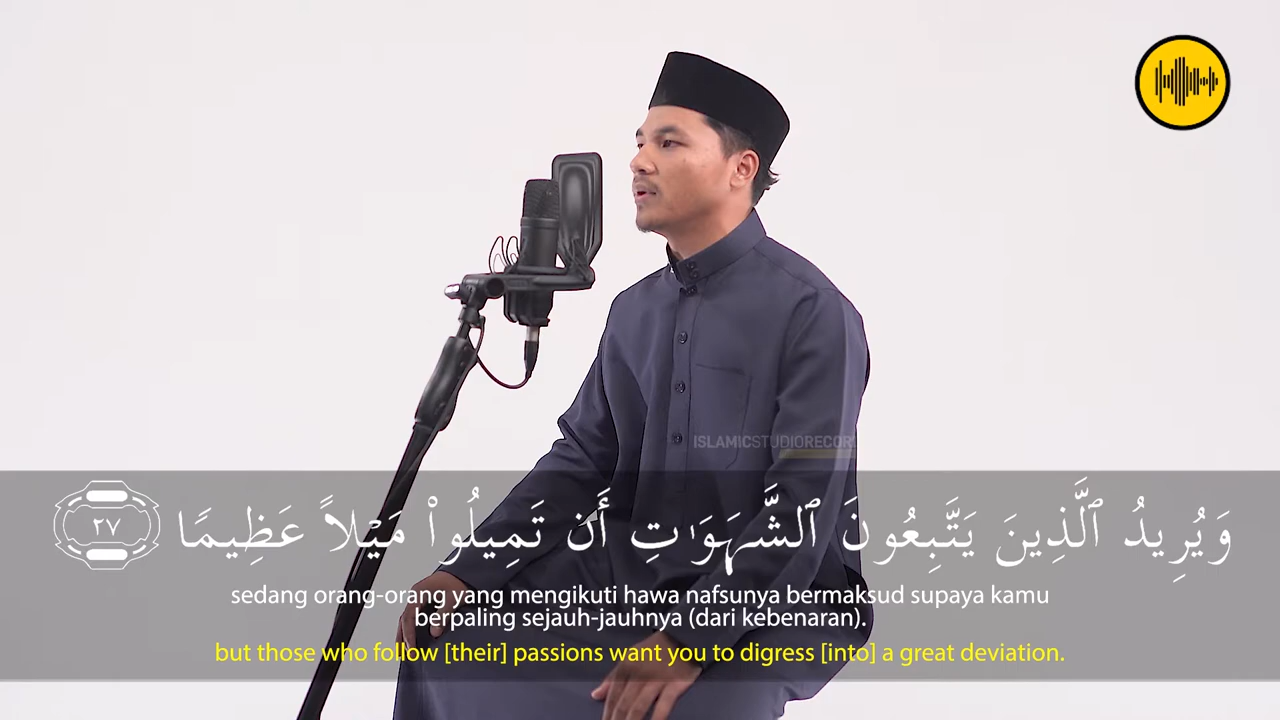 ISLAMICSTUDIORECOR
وَيُرِيدُ ٱلَّذِينَ يَتَّبِعُونَ ٱلشَّهَوَٰتِ أَن تَمِيلُوا۟ مَيْلًا عَظِيمًا ٢٧
sedang orang-orang yang mengikuti hawa nafsunya bermaksud supaya kamu
berpaling sejauh-jauhnya (dari kebenaran).
but those who follow [their] passions want you to digress [into] a great deviation.